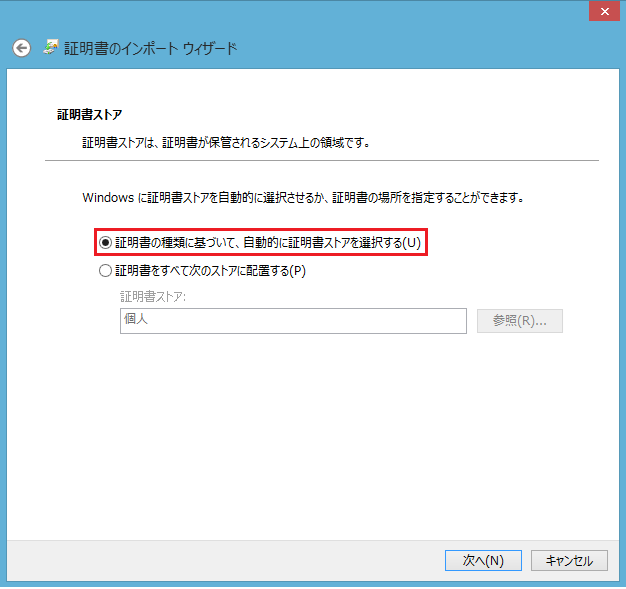 証明書のインポート ウィザード
証明書ストア
証明書ストアは、証明書が保管されるシステム上の領域です。
Windows に証明書ストアを自動的に選択させるか、証明書の場所を指定することができます。
証明書の種類に基づいて、自動的に証明書ストアを選択する(U)
証明書をすべて次のストアに配置する(P)
証明書ストア:
個人
参照(R)...
次へ(N)
キャンセル